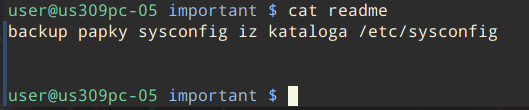 user@us309pc-05 important $ cat readme
backup papky sysconfig iz kataloga /etc/sysconfig
user@us309pc-05 important $